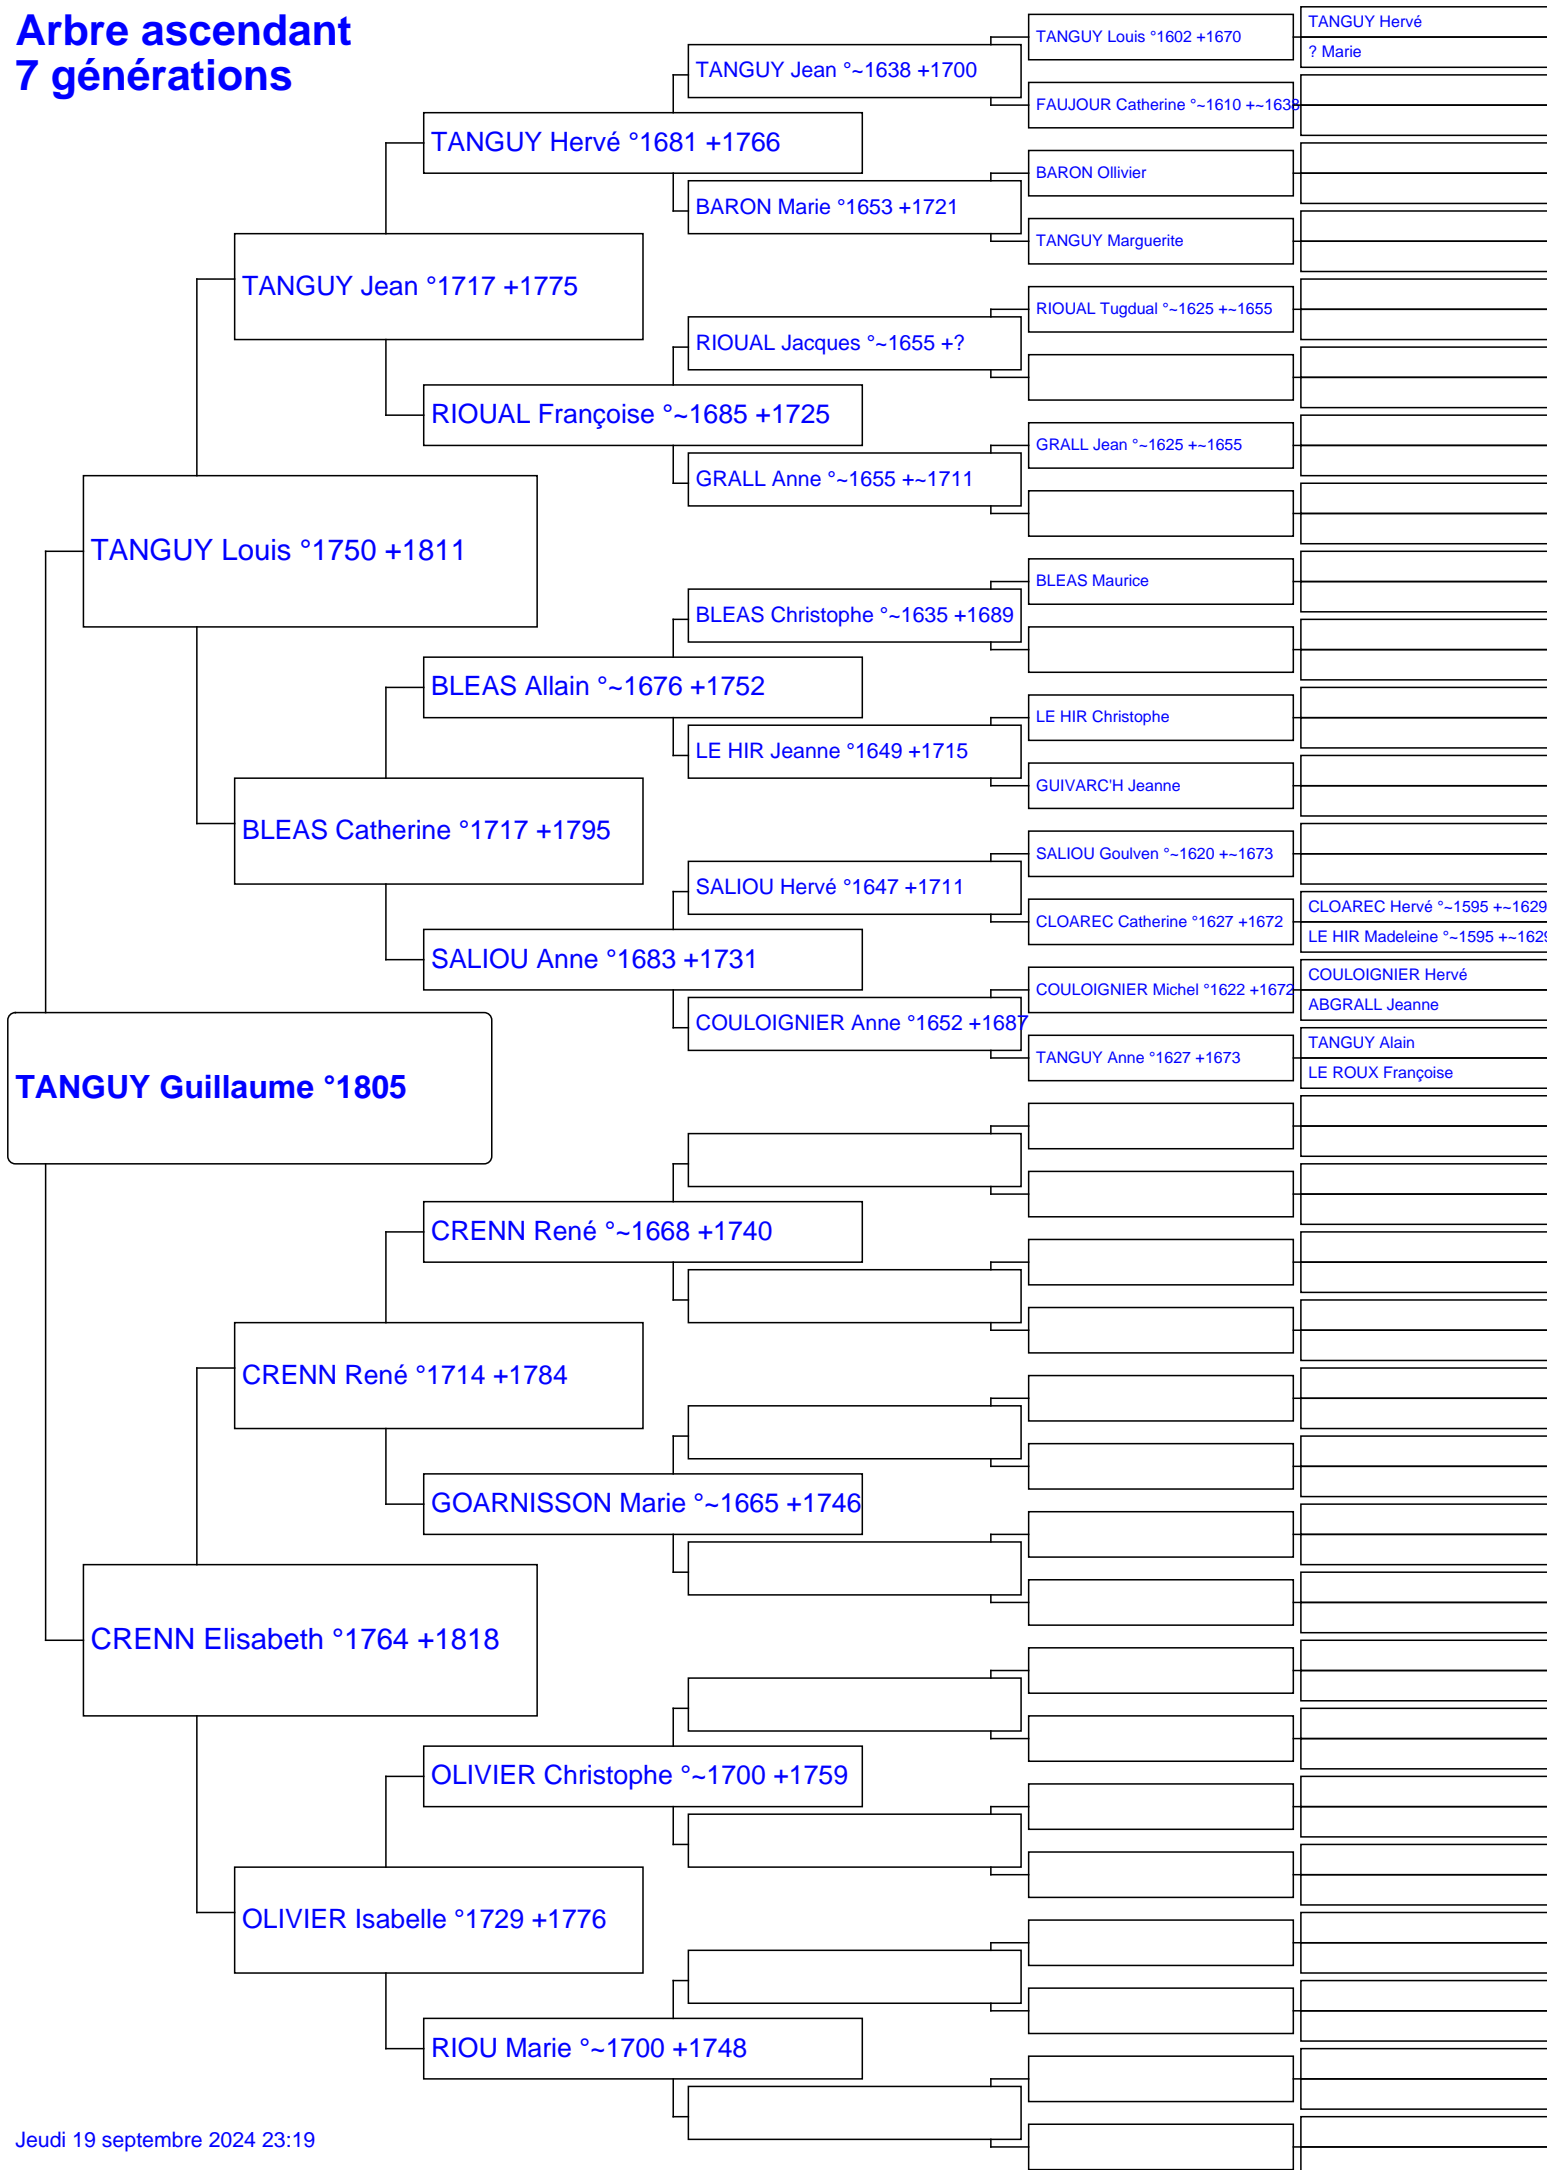 Arbre ascendant
7 générations
TANGUY Guillaume °1805
TANGUY Louis °1750 +1811
CRENN Elisabeth °1764 +1818
TANGUY Jean °1717 +1775
BLEAS Catherine °1717 +1795
CRENN René °1714 +1784
OLIVIER Isabelle °1729 +1776
TANGUY Hervé °1681 +1766
RIOUAL Françoise °~1685 +1725
BLEAS Allain °~1676 +1752
SALIOU Anne °1683 +1731
CRENN René °~1668 +1740
GOARNISSON Marie °~1665 +1746
OLIVIER Christophe °~1700 +1759
RIOU Marie °~1700 +1748
TANGUY Jean °~1638 +1700
BARON Marie °1653 +1721
RIOUAL Jacques °~1655 +?
GRALL Anne °~1655 +~1711
BLEAS Christophe °~1635 +1689
LE HIR Jeanne °1649 +1715
SALIOU Hervé °1647 +1711
COULOIGNIER Anne °1652 +1687
TANGUY Louis °1602 +1670
FAUJOUR Catherine °~1610 +~1638
BARON Ollivier
TANGUY Marguerite
RIOUAL Tugdual °~1625 +~1655
GRALL Jean °~1625 +~1655
BLEAS Maurice
LE HIR Christophe
GUIVARC'H Jeanne
SALIOU Goulven °~1620 +~1673
CLOAREC Catherine °1627 +1672
COULOIGNIER Michel °1622 +1672
TANGUY Anne °1627 +1673
TANGUY Hervé
? Marie
CLOAREC Hervé °~1595 +~1629
LE HIR Madeleine °~1595 +~1629
COULOIGNIER Hervé
ABGRALL Jeanne
TANGUY Alain
LE ROUX Françoise
Jeudi 19 septembre 2024 23:19